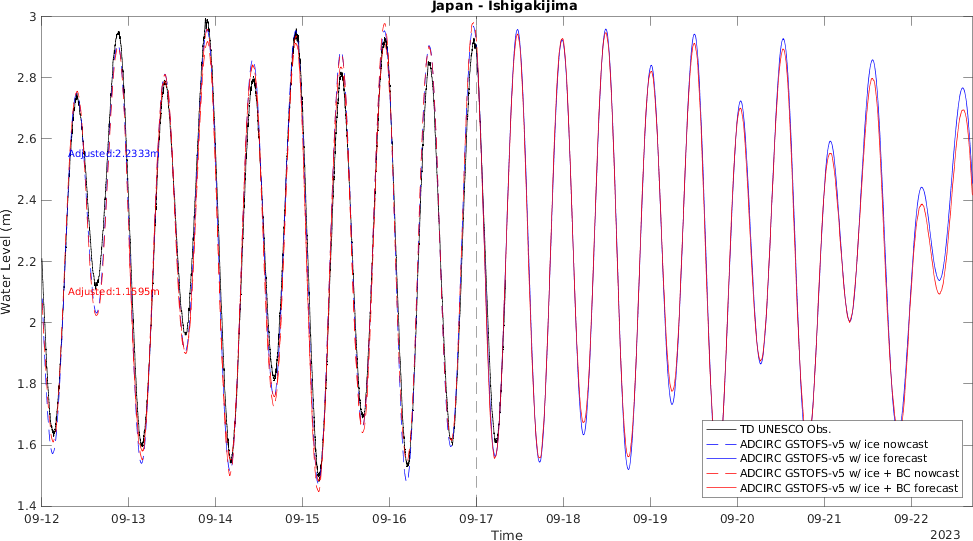 Japan - Ishigakijima
Water Level (m)
3
2.8
2.6
2.4
2.2
2
1.8
1.6
1.4
Adjusted:2.2333m
Adjusted:1.1595m
TD UNESCO Obs.
ADCIRC GSTOFS-v5 w/ ice nowcast
ADCIRC GSTOFS-v5 w/ ice forecast
ADCIRC GSTOFS-v5 w/ ice + BC nowcast
ADCIRC GSTOFS-v5 w/ ice + BC forecast
09-12 09-13 09-14 09-15 09-16 09-17 09-18 09-19 09-20 09-21 09-22
Time
2023